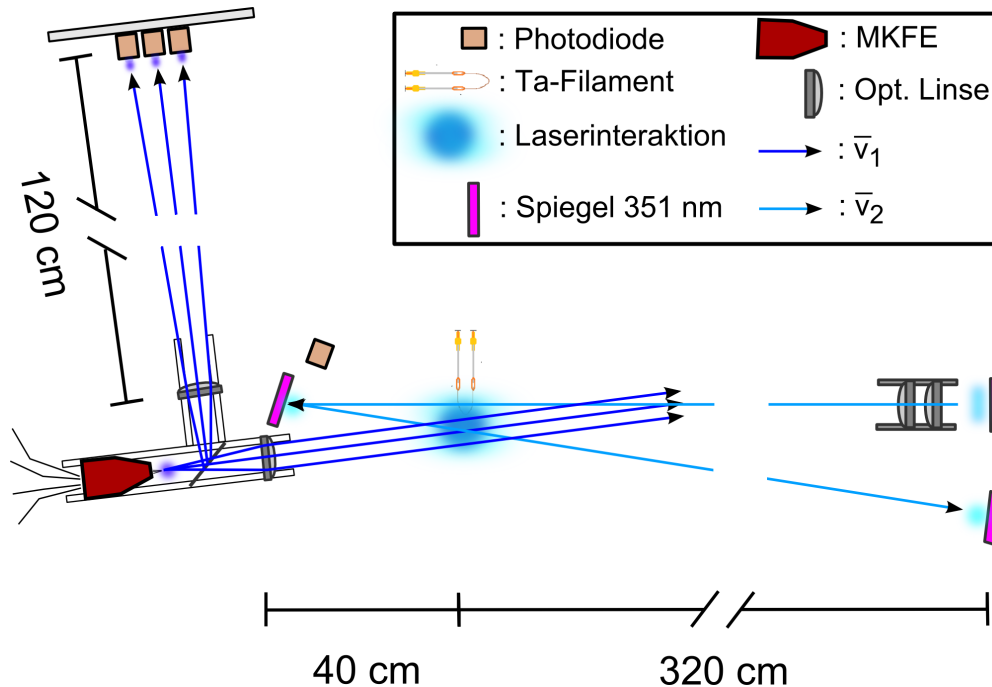 : Photodiode
: Ta-Filament
: Laserinteraktion
: Spiegel 351 nm
: MKFE
: Opt. Linse
: v̅₁
: v̅₂
120 cm
40 cm
320 cm